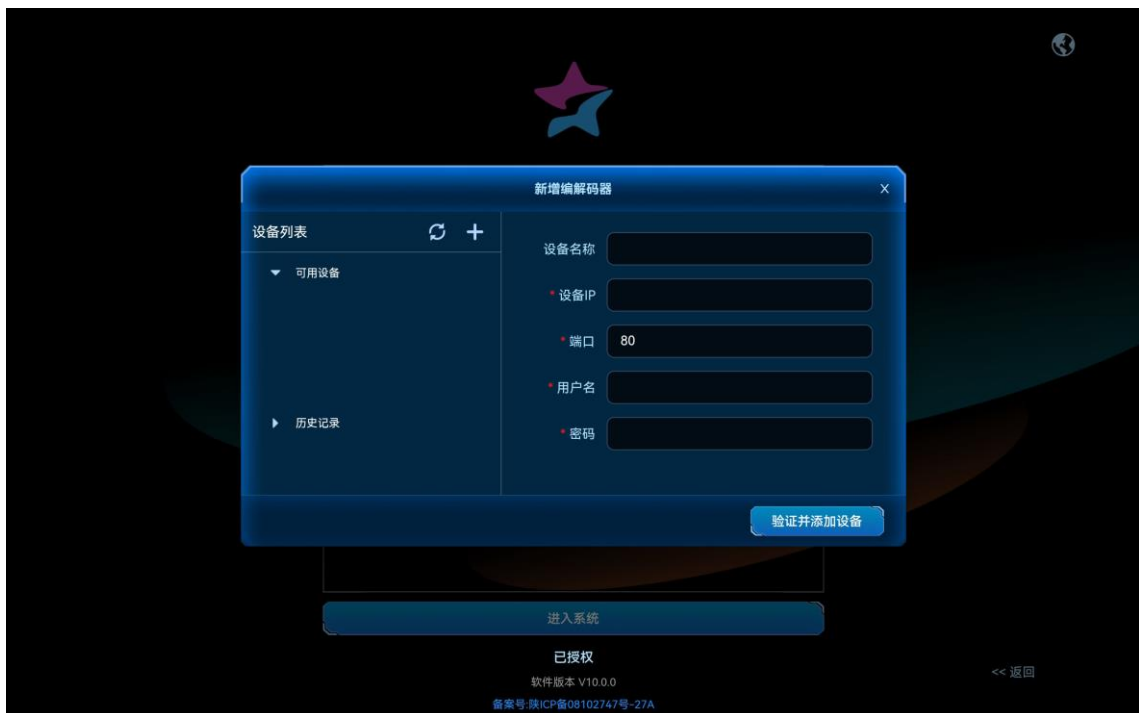 新增编解码器
X
设备列表
可用设备
历史记录
设备名称
* 设备IP
* 端口 80
* 用户名
* 密码
验证并添加设备
进入系统
已授权
软件版本 V10.0.0
<< 返回
备案号:陕ICP备08102747号-27A